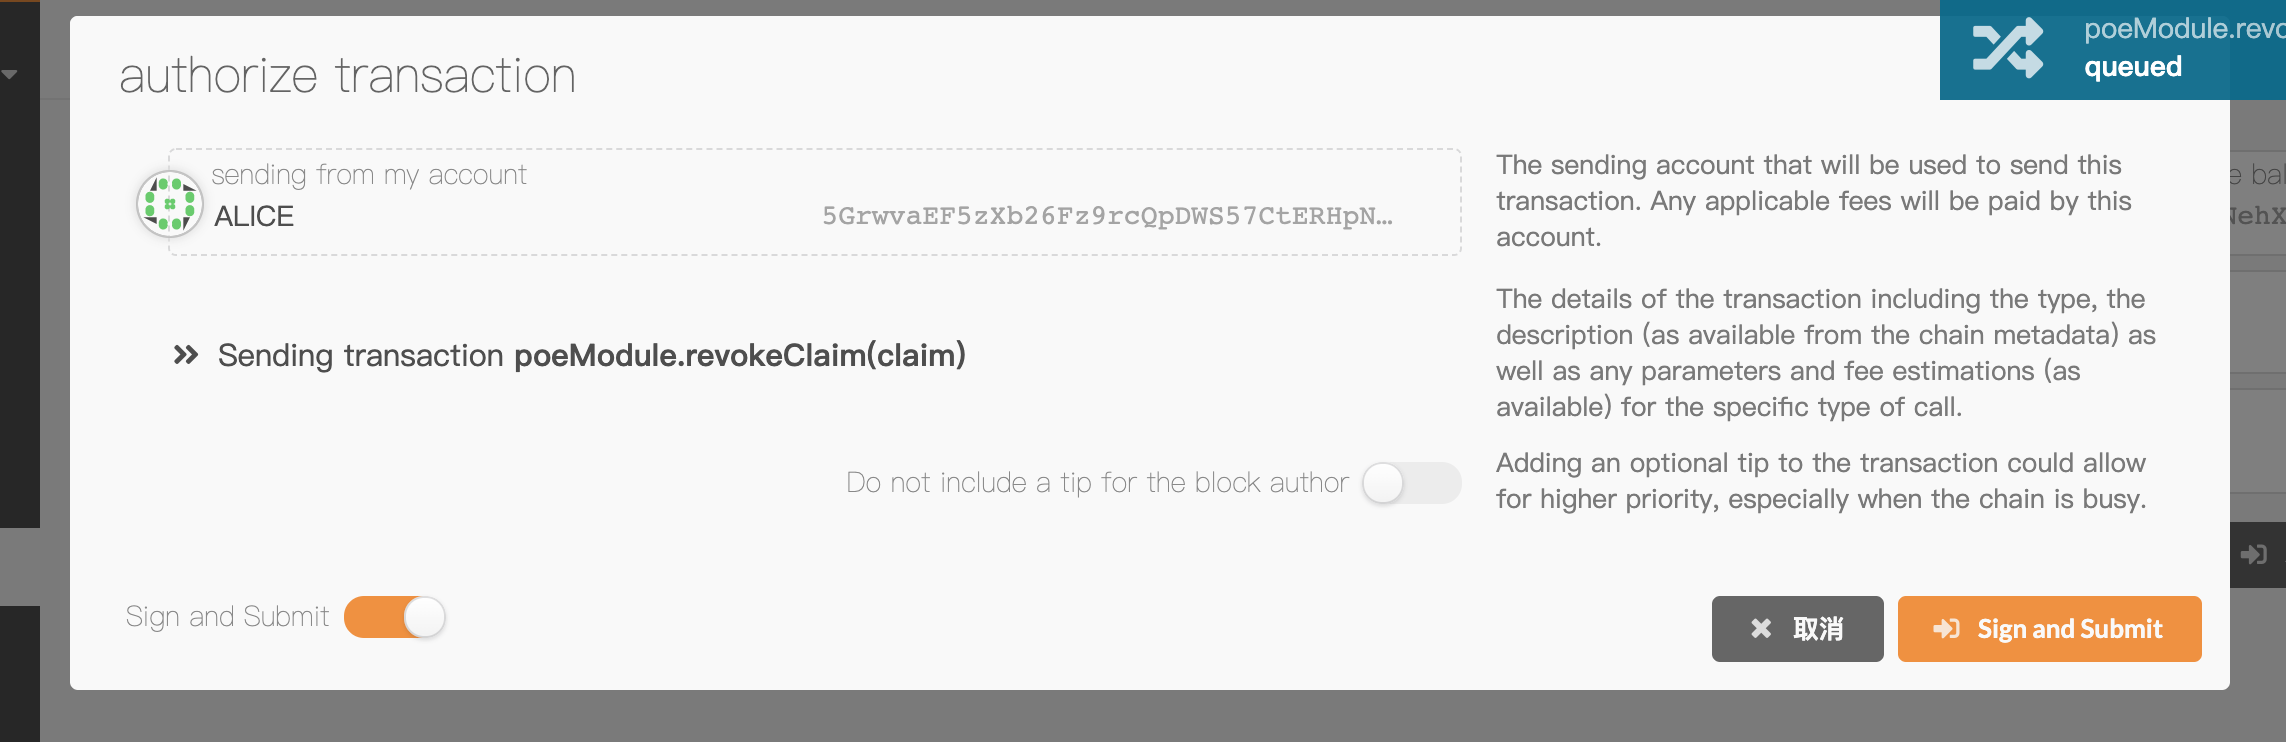 authorize transaction
poeModule.revo
queued
sending from my account
ALICE
5GrwvaEF5zXb26Fz9rcQpDWS57CtERHpN…
The sending account that will be used to send this
transaction. Any applicable fees will be paid by this
account.
Sending transaction poeModule.revokeClaim(claim)
The details of the transaction including the type, the
description (as available from the chain metadata) as
well as any parameters and fee estimations (as
available) for the specific type of call.
Do not include a tip for the block author
Adding an optional tip to the transaction could allow
for higher priority, especially when the chain is busy.
Sign and Submit
取消
Sign and Submit